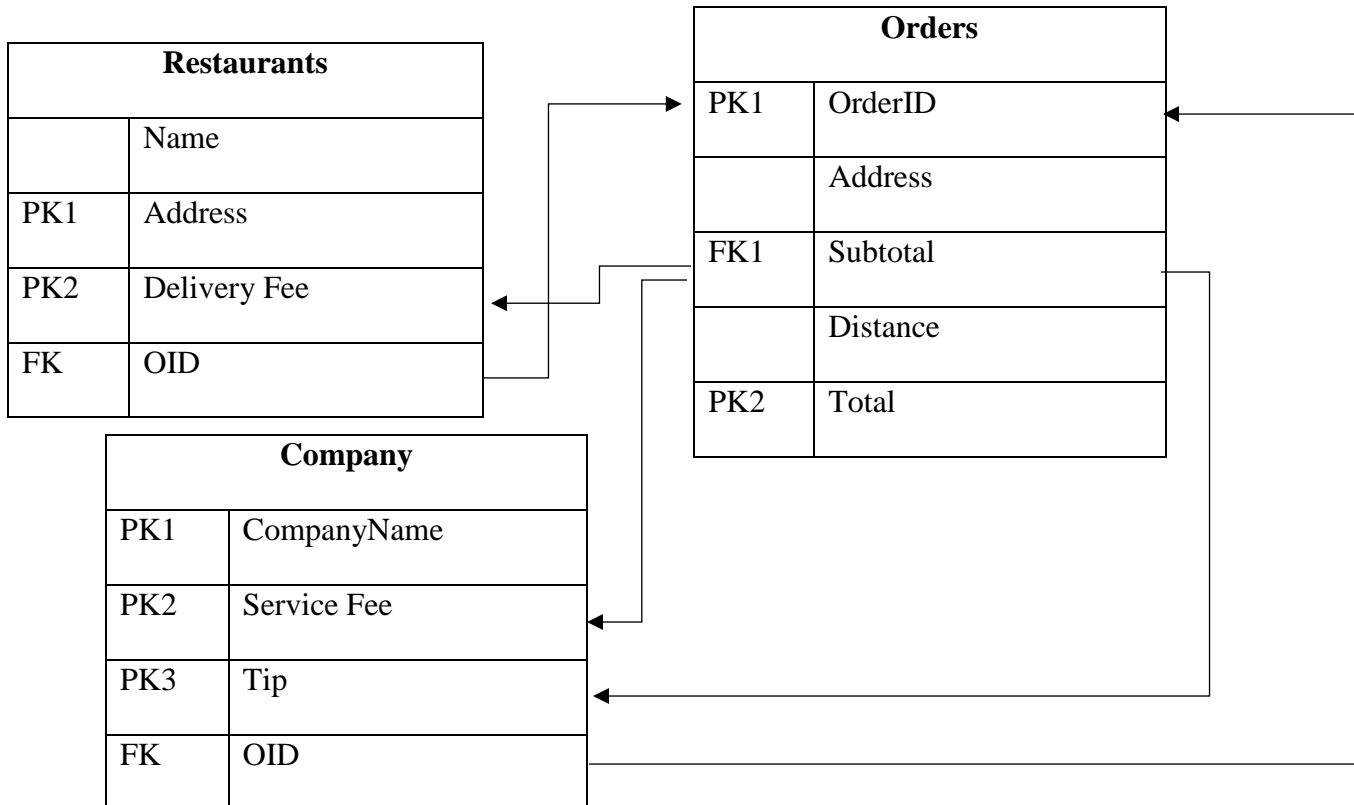 Restaurants
Name
PK1 Address
PK2 Delivery Fee
FK OID
Orders
PK1 OrderID
Address
FK1 Subtotal
Distance
PK2 Total
Company
PK1 CompanyName
PK2 Service Fee
PK3 Tip
FK OID